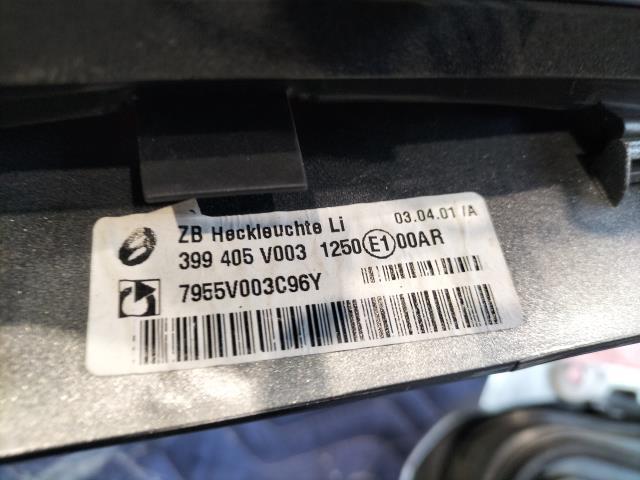 ZB Heckleuchte Li 03.04.01 /A
399 405 V003 1250 E1 00AR
7955V003C96Y